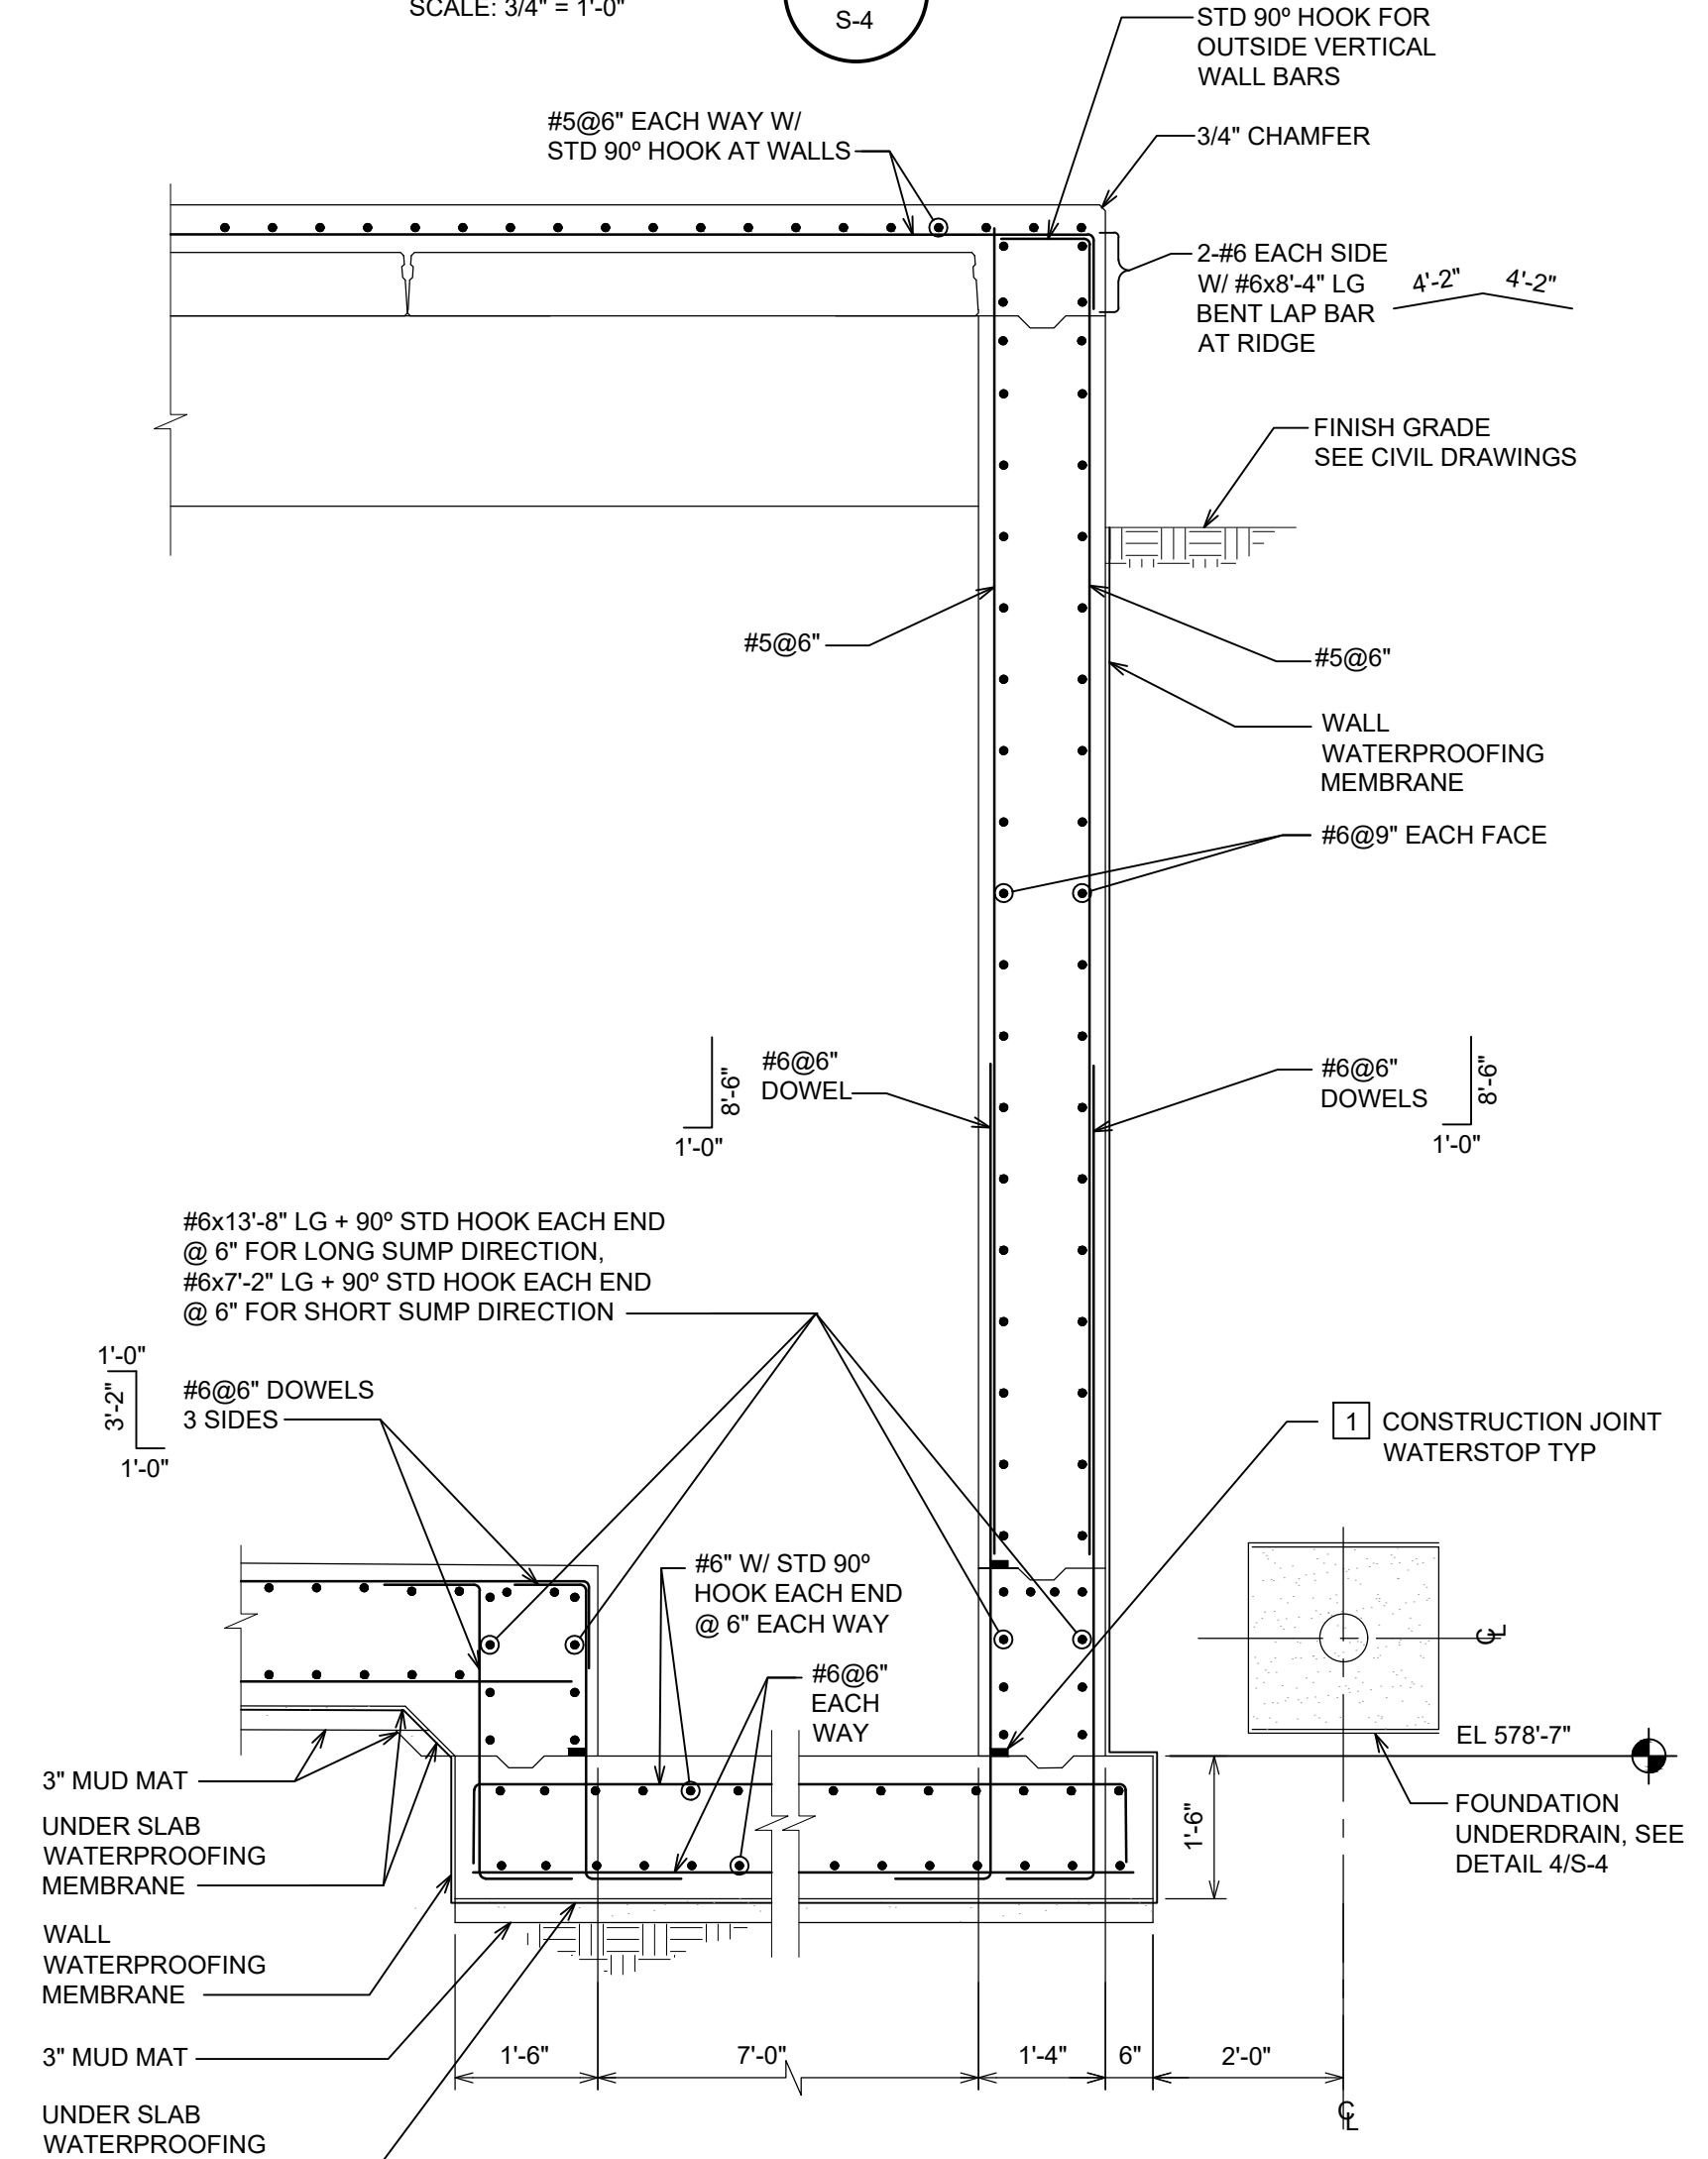 SCALE: 3/4" = 1'-0"
S-4
STD 90º HOOK FOR
OUTSIDE VERTICAL
WALL BARS
#5@6" EACH WAY W/
STD 90º HOOK AT WALLS
3/4" CHAMFER
2-#6 EACH SIDE
W/ #6x8'-4" LG
BENT LAP BAR
AT RIDGE
4'-2" 4'-2"
FINISH GRADE
SEE CIVIL DRAWINGS
#5@6"
#5@6"
WALL
WATERPROOFING
MEMBRANE
#6@9" EACH FACE
8'-6"
1'-0"
#6@6"
DOWEL
#6@6"
DOWELS
8'-6"
1'-0"
#6x13'-8" LG + 90º STD HOOK EACH END
@ 6" FOR LONG SUMP DIRECTION,
#6x7'-2" LG + 90º STD HOOK EACH END
@ 6" FOR SHORT SUMP DIRECTION
1'-0"
3'-2"
1'-0"
#6@6" DOWELS
3 SIDES
1 CONSTRUCTION JOINT
WATERSTOP TYP
#6" W/ STD 90º
HOOK EACH END
@ 6" EACH WAY
#6@6"
EACH
WAY
CL
EL 578'-7"
3" MUD MAT
UNDER SLAB
WATERPROOFING
MEMBRANE
1'-6"
FOUNDATION
UNDERDRAIN, SEE
DETAIL 4/S-4
WALL
WATERPROOFING
MEMBRANE
3" MUD MAT
1'-6" 7'-0" 1'-4" 6" 2'-0"
CL
UNDER SLAB
WATERPROOFING